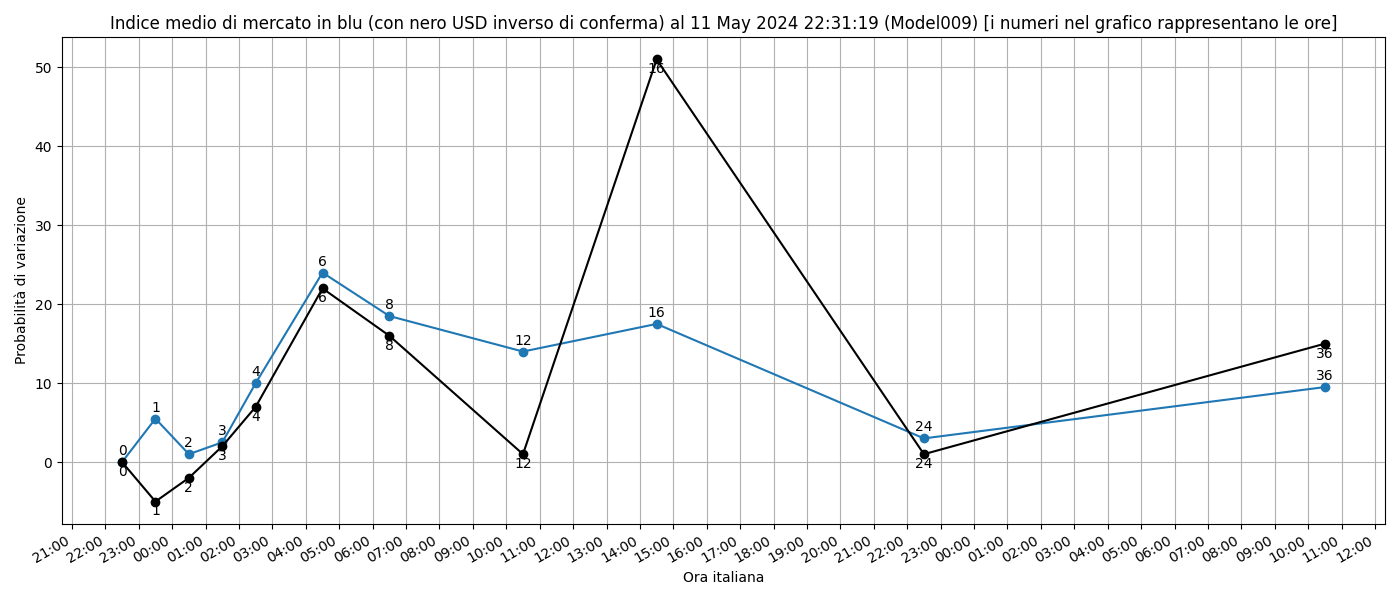 Indice medio di mercato in blu (con nero USD inverso di conferma) al 11 May 2024 22:31:19 (Model009) [i numeri nel grafico rappresentano le ore]
Probabilità di variazione
50
40
30
20
10
0
0 1 2 3 4 6 8 12 16 24 36
0 1 2 3 4 6 8 12 16 24 36
21:00 22:00 23:00 00:00 01:00 02:00 03:00 04:00 05:00 06:00 07:00 08:00 09:00 10:00 11:00 12:00 13:00 14:00 15:00 16:00 17:00 18:00 19:00 20:00 21:00 22:00 23:00 00:00 01:00 02:00 03:00 04:00 05:00 06:00 07:00 08:00 09:00 10:00 11:00 12:00
Ora italiana